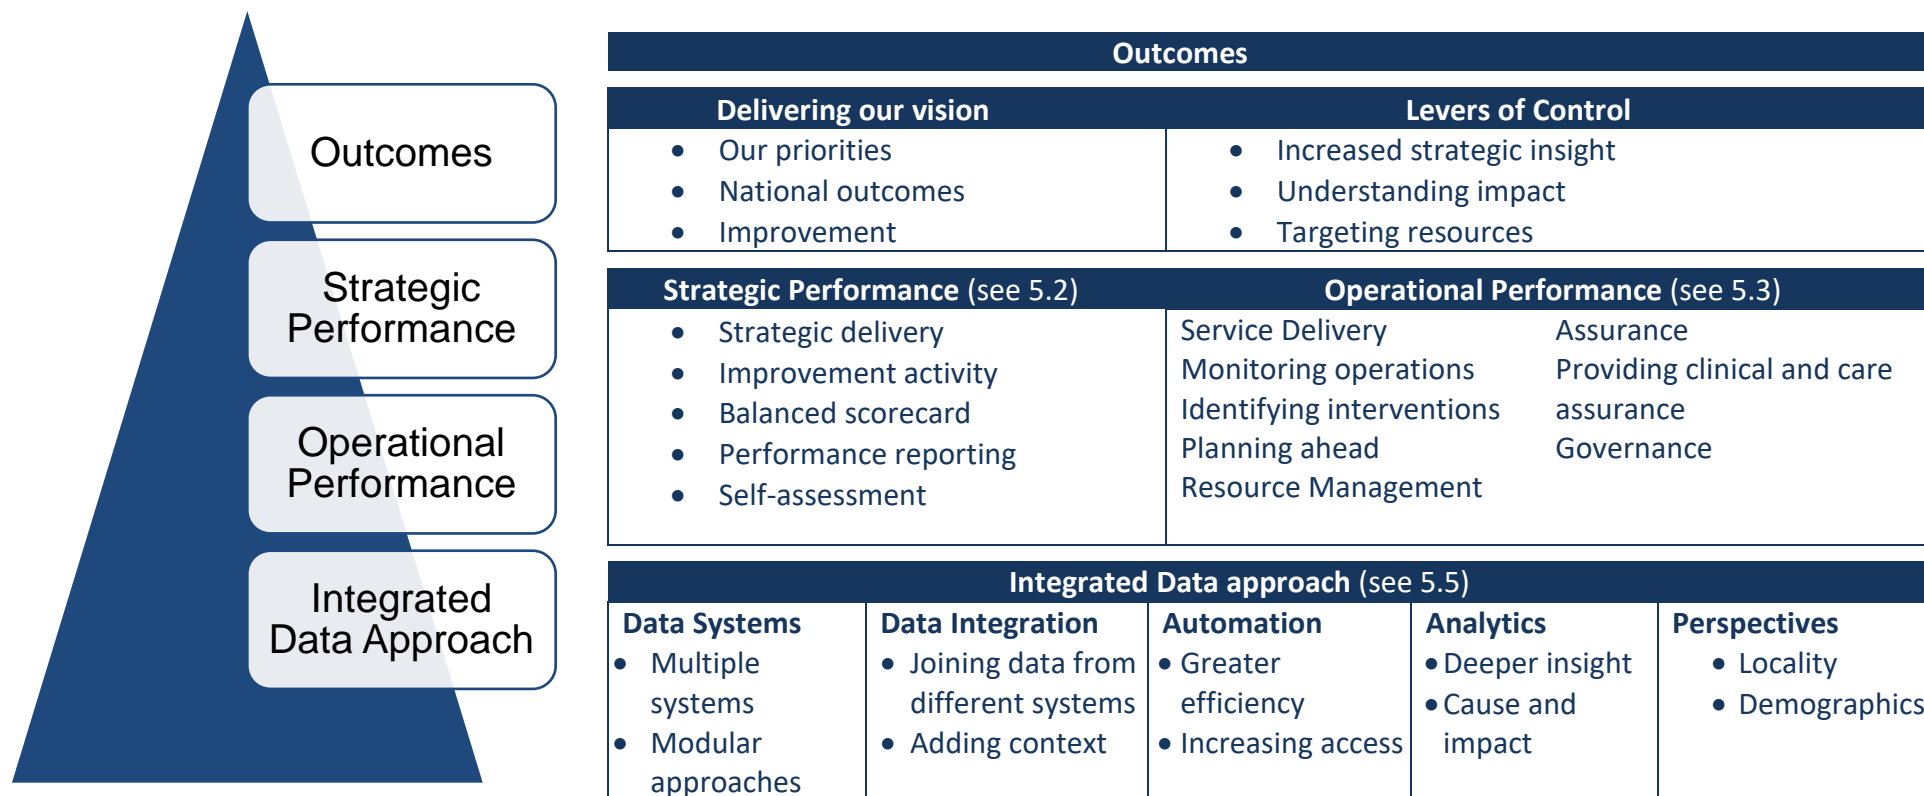 Outcomes
Strategic
Performance
Operational
Performance
Integrated
Data Approach
Outcomes
Delivering our vision
• Our priorities
• National outcomes
• Improvement
Levers of Control
• Increased strategic insight
• Understanding impact
• Targeting resources
Strategic Performance (see 5.2)
• Strategic delivery
• Improvement activity
• Balanced scorecard
• Performance reporting
• Self-assessment
Operational Performance (see 5.3)
Service Delivery
Monitoring operations
Identifying interventions
Planning ahead
Resource Management
Assurance
Providing clinical and care
assurance
Governance
Integrated Data approach (see 5.5)
Data Systems
• Multiple
systems
• Modular
approaches
Data Integration
• Joining data from
different systems
• Adding context
Automation
• Greater
efficiency
• Increasing access
Analytics
• Deeper insight
• Cause and
impact
Perspectives
• Locality
• Demographics